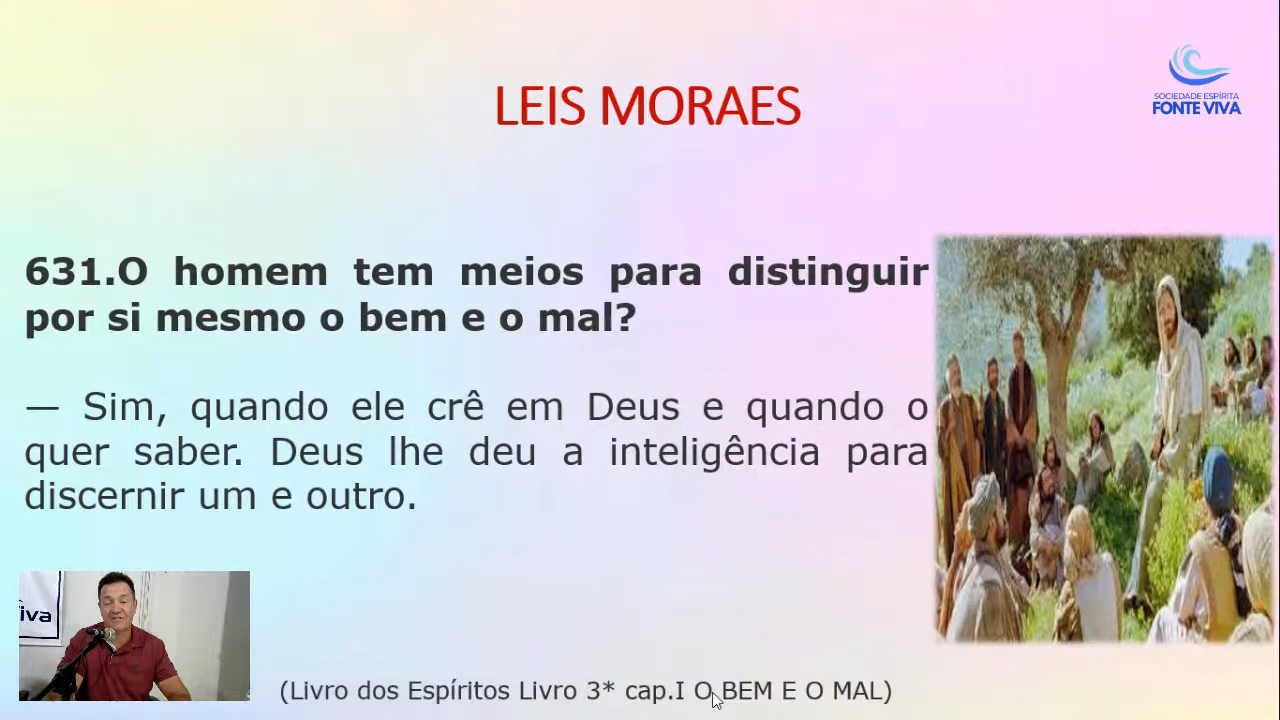 SOCIEDADE ESPÍRITA
FONTE VIVA
LEIS MORAES
631.O homem tem meios para distinguir
por si mesmo o bem e o mal?
— Sim, quando ele crê em Deus e quando o
quer saber. Deus lhe deu a inteligência para
discernir um e outro.
iva
(Livro dos Espíritos Livro 3* cap.I O BEM E O MAL)